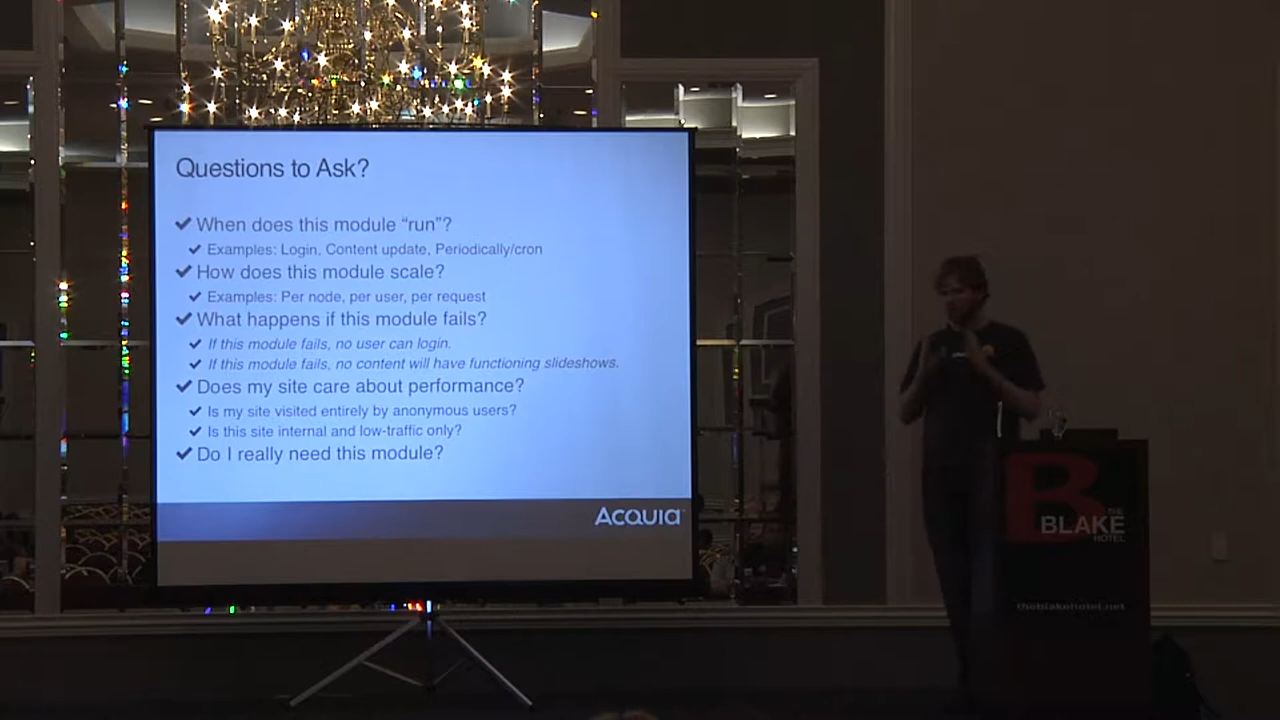 Questions to Ask?
When does this module “run”?
Examples: Login, Content update, Periodically/cron
How does this module scale?
Examples: Per node, per user, per request
What happens if this module fails?
If this module fails, no user can login.
If this module fails, no content will have functioning slideshows.
Does my site care about performance?
Is my site visited entirely by anonymous users?
Is this site internal and low-traffic only?
Do I really need this module?
ACQUIA
B
THE
BLAKE
HOTEL
theblakehotel.net